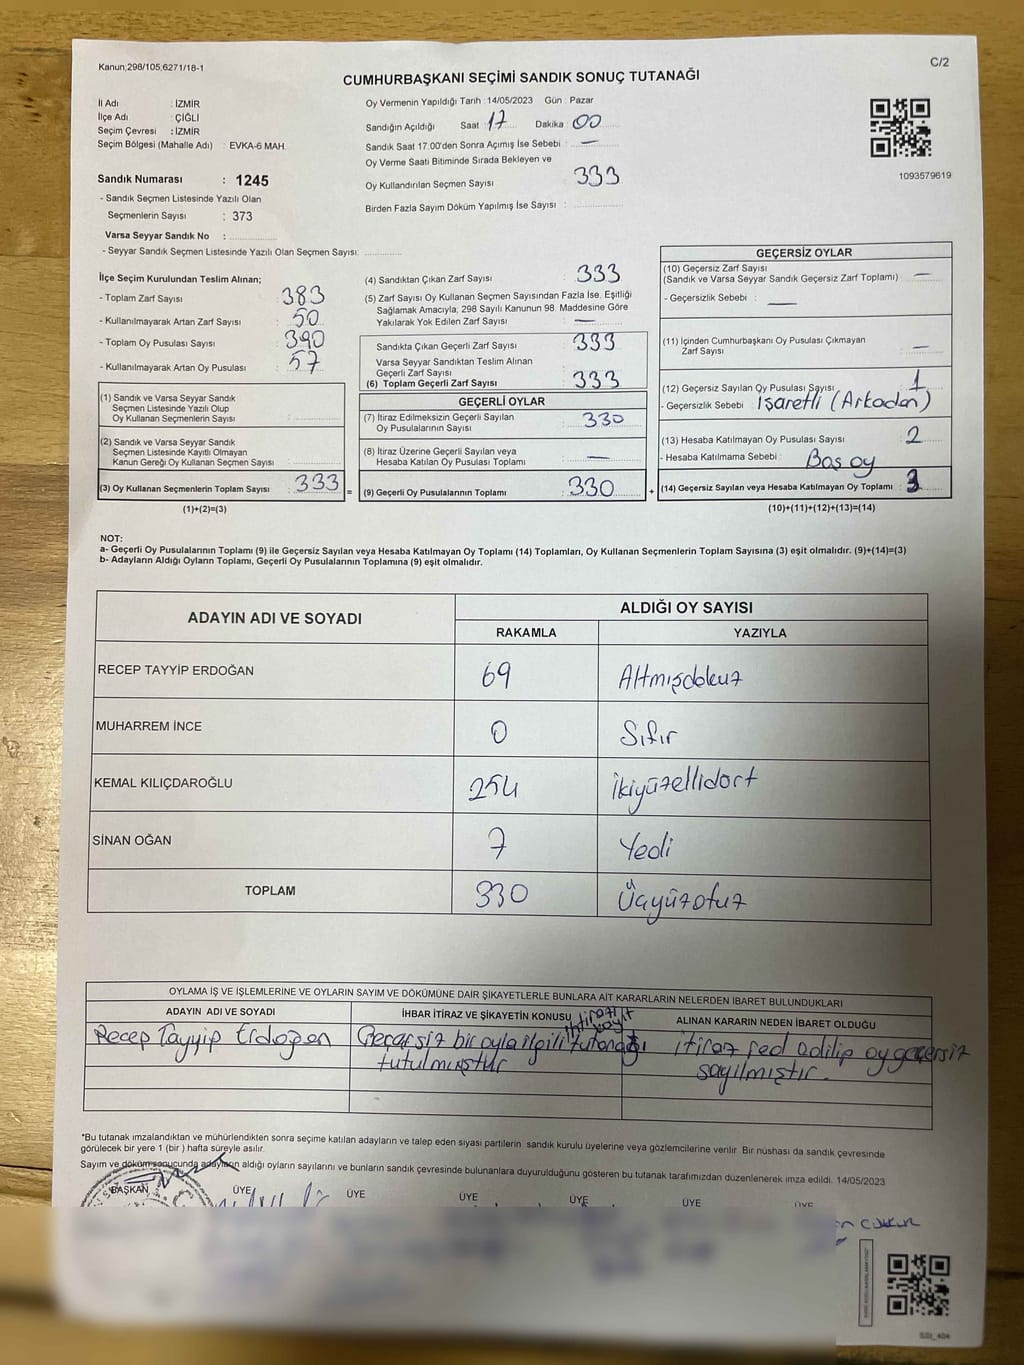 Kanun;298/105,6271/18-1
C/2
CUMHURBAŞKANI SEÇİMİ SANDIK SONUÇ TUTANAĞI
İl Adı : İZMİR
İlçe Adı : ÇİĞLİ
Seçim Çevresi : İZMİR
Seçim Bölgesi (Mahalle Adı) : EVKA-6 MAH.
Sandık Numarası : 1245
- Sandık Seçmen Listesinde Yazılı Olan
Seçmenlerin Sayısı : 373
Varsa Seyyar Sandık No :
- Seyyar Sandık Seçmen Listesinde Yazılı Olan Seçmen Sayısı:
Oy Vermenin Yapıldığı Tarih :14/05/2023 Gün : Pazar
Sandığın Açıldığı Saat 17 Dakika 00
Sandık Saat 17:00'den Sonra Açımış İse Sebebi : —
Oy Verme Saati Bitiminde Sırada Bekleyen ve
Oy Kullandırılan Seçmen Sayısı : 333
Birden Fazla Sayım Döküm Yapılmış İse Sayısı :
1093579619
İlçe Seçim Kurulundan Teslim Alınan;
- Toplam Zarf Sayısı : 383
- Kullanılmayarak Artan Zarf Sayısı : 50
- Toplam Oy Pusulası Sayısı : 390
- Kullanılmayarak Artan Oy Pusulası : 57
(1) Sandık ve Varsa Seyyar Sandık
Seçmen Listesinde Yazılı Olup
Oy Kullanan Seçmenlerin Sayısı :
(2) Sandık ve Varsa Seyyar Sandık
Seçmen Listesinde Kayıtlı Olmayan
Kanun Gereği Oy Kullanan Seçmen Sayısı :
(3) Oy Kullanan Seçmenlerin Toplam Sayısı : 333 =
(1)+(2)=(3)
(4) Sandıktan Çıkan Zarf Sayısı : 333
(5) Zarf Sayısı Oy Kullanan Seçmen Sayısından Fazla İse, Eşitliği
Sağlamak Amacıyla; 298 Sayılı Kanunun 98. Maddesine Göre
Yakılarak Yok Edilen Zarf Sayısı : —
Sandıkta Çıkan Geçerli Zarf Sayısı : 333
Varsa Seyyar Sandıktan Teslim Alınan
Geçerli Zarf Sayısı :
(6) Toplam Geçerli Zarf Sayısı : 333
GEÇERLİ OYLAR
(7) İtiraz Edilmeksizin Geçerli Sayılan
Oy Pusulalarının Sayısı : 330
(8) İtiraz Üzerine Geçerli Sayılan veya
Hesaba Katılan Oy Pusulası Toplamı : —
(9) Geçerli Oy Pusulalarının Toplamı : 330 +
GEÇERSİZ OYLAR
(10) Geçersiz Zarf Sayısı
(Sandık ve Varsa Seyyar Sandık Geçersiz Zarf Toplamı) : —
- Geçersizlik Sebebi : —
(11) İçinden Cumhurbaşkanı Oy Pusulası Çıkmayan
Zarf Sayısı : —
(12) Geçersiz Sayılan Oy Pusulası Sayısı : 1
- Geçersizlik Sebebi : İşaretli (Arkadan)
(13) Hesaba Katılmayan Oy Pusulası Sayısı : 2
- Hesaba Katılmama Sebebi : Boş oy
(14) Geçersiz Sayılan veya Hesaba Katılmayan Oy Toplamı : 3
(10)+(11)+(12)+(13)=(14)
NOT:
a- Geçerli Oy Pusulalarının Toplamı (9) ile Geçersiz Sayılan veya Hesaba Katılmayan Oy Toplamı (14) Toplamları, Oy Kullanan Seçmenlerin Toplam Sayısına (3) eşit olmalıdır. (9)+(14)=(3)
b- Adayların Aldığı Oyların Toplamı, Geçerli Oy Pusulalarının Toplamına (9) eşit olmalıdır.
ADAYIN ADI VE SOYADI
ALDIĞI OY SAYISI
RAKAMLA YAZIYLA
RECEP TAYYİP ERDOĞAN 69 Altmışdokuz
MUHARREM İNCE 0 Sıfır
KEMAL KILIÇDAROĞLU 254 İkiyüzellidört
SİNAN OĞAN 7 Yedi
TOPLAM 330 Üçyüzotuz
OYLAMA İŞ VE İŞLEMLERİNE VE OYLARIN SAYIM VE DÖKÜMÜNE DAİR ŞİKAYETLERLE BUNLARA AİT KARARLARIN NELERDEN İBARET BULUNDUKLARI
ADAYIN ADI VE SOYADI
İHBAR İTİRAZ VE ŞİKAYETİN KONUSU
ALINAN KARARIN NEDEN İBARET OLDUĞU
Recep Tayyip Erdoğan
itirazi kayıt
Geçersiz bir oyla ilgili tutanağı
tutulmuştur
itiraz red edilip oy geçersiz
sayılmıştır.
*Bu tutanak imzalandıktan ve mühürlendikten sonra seçime katılan adayların ve talep eden siyasi partilerin sandık kurulu üyelerine veya gözlemcilerine verilir. Bir nüshası da sandık çevresinde
görülecek bir yere 1 (bir ) hafta süreyle asılır.
Sayım ve döküm sonucunda adayların aldığı oyların sayılarını ve bunların sandık çevresinde bulunanlara duyurulduğunu gösteren bu tutanak tarafımızdan düzenlenerek imza edildi. 14/05/2023
BAŞKAN ÜYE ÜYE ÜYE ÜYE ÜYE ÜYE